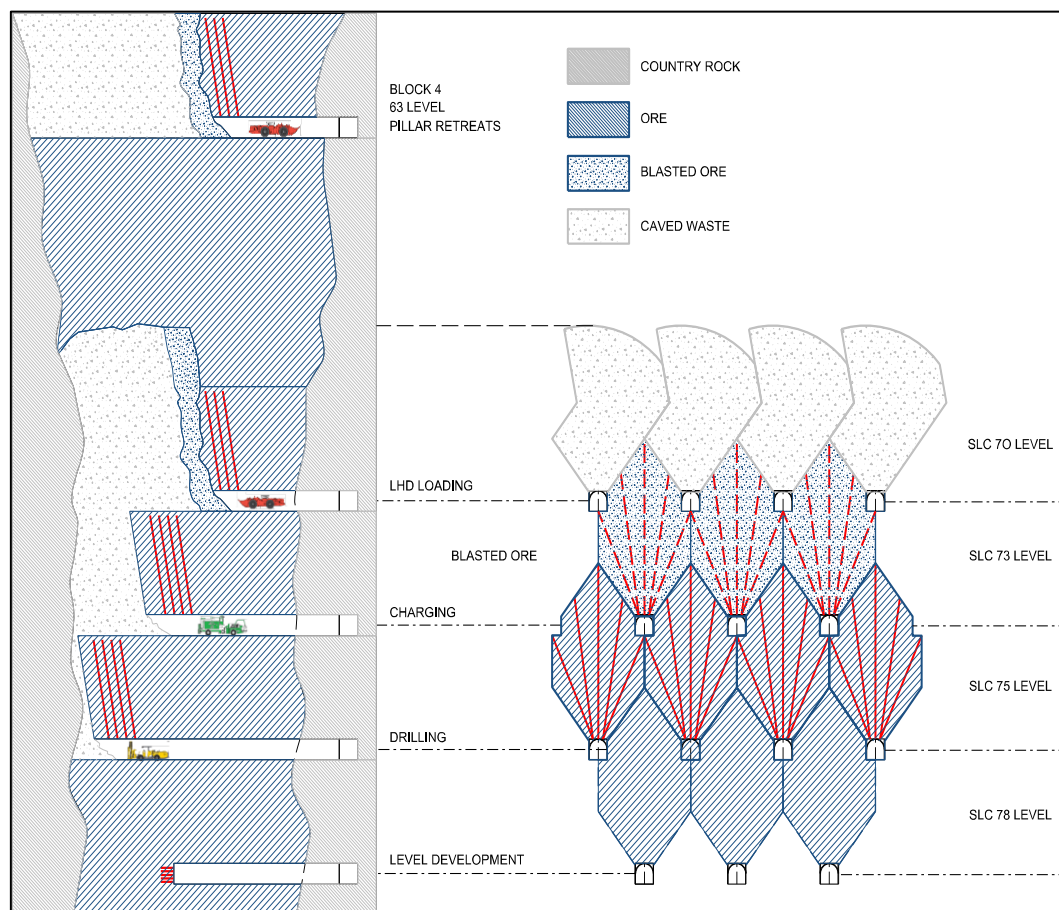 BLOCK 4
63 LEVEL
PILLAR RETREATS
COUNTRY ROCK
ORE
BLASTED ORE
CAVED WASTE
SLC 7O LEVEL
LHD LOADING
BLASTED ORE
SLC 73 LEVEL
CHARGING
SLC 75 LEVEL
DRILLING
SLC 78 LEVEL
LEVEL DEVELOPMENT